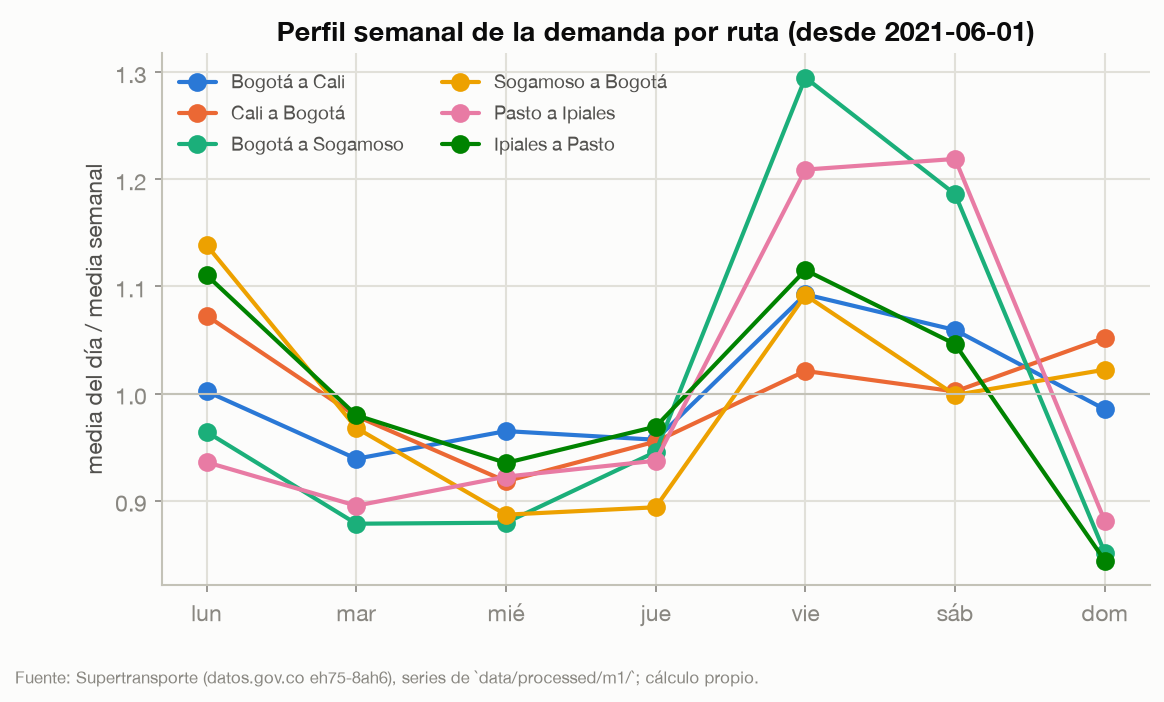 Perfil semanal de la demanda por ruta (desde 2021-06-01)
1.3
1.2
1.1
1.0
0.9
media del día / media semanal
Bogotá a Cali
Cali a Bogotá
Bogotá a Sogamoso
Sogamoso a Bogotá
Pasto a Ipiales
Ipiales a Pasto
lun mar mié jue vie sáb dom
Fuente: Supertransporte (datos.gov.co eh75-8ah6), series de `data/processed/m1/`; cálculo propio.